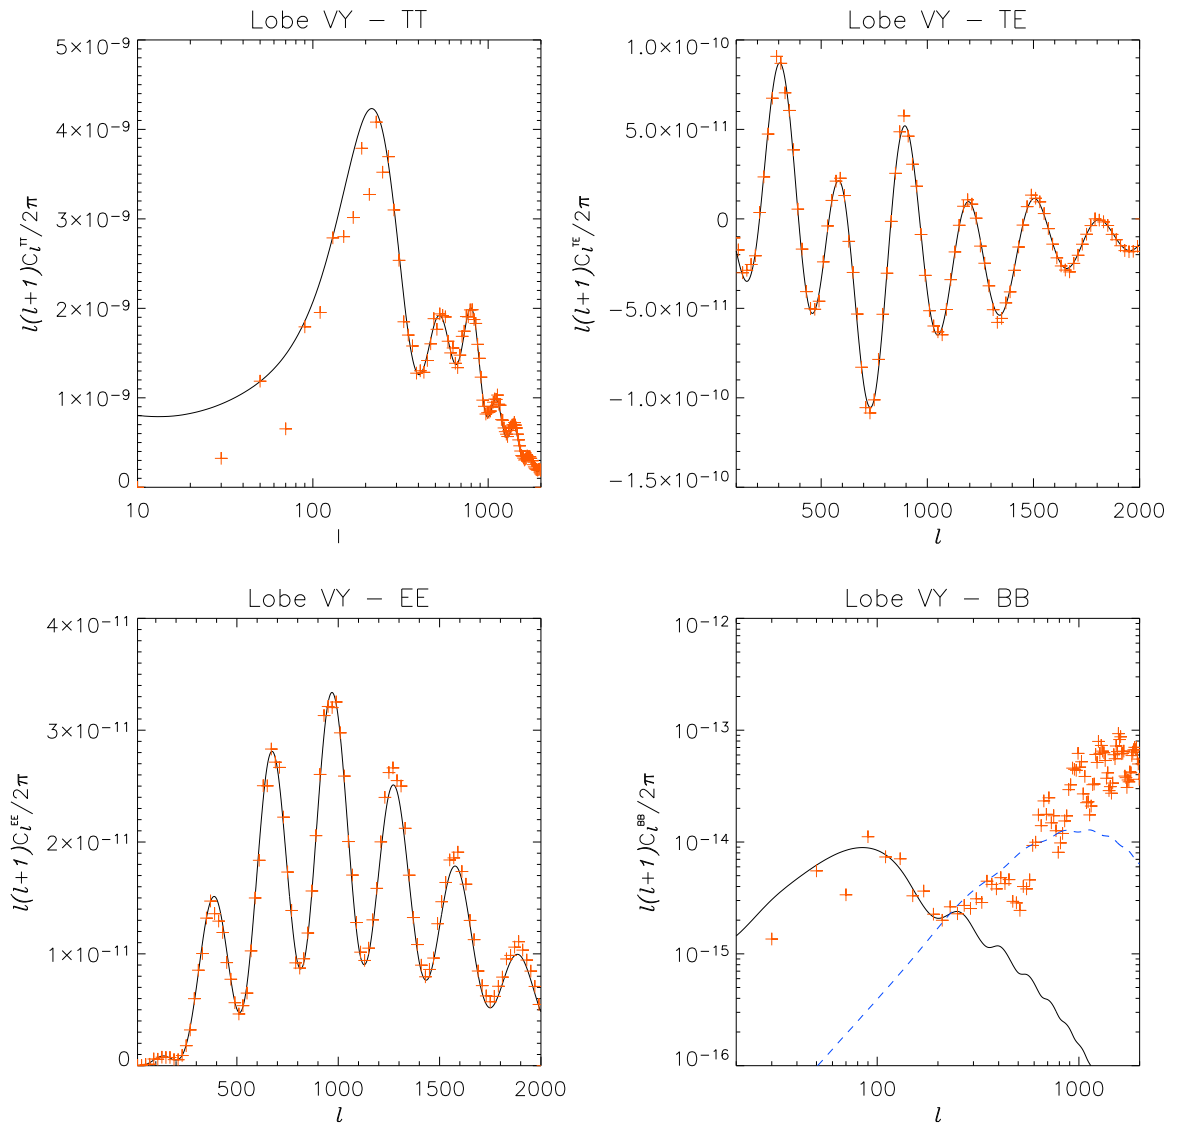 Lobe VY – TT
5×10⁻⁹
4×10⁻⁹
3×10⁻⁹
2×10⁻⁹
1×10⁻⁹
0
10
100
1000
l
l(l+1)C_l^TT/2π
Lobe VY – TE
1.0×10⁻¹⁰
5.0×10⁻¹¹
0
−5.0×10⁻¹¹
−1.0×10⁻¹⁰
−1.5×10⁻¹⁰
500
1000
1500
2000
l
l(l+1)C_l^TE/2π
Lobe VY – EE
4×10⁻¹¹
3×10⁻¹¹
2×10⁻¹¹
1×10⁻¹¹
0
500
1000
1500
2000
l
l(l+1)C_l^EE/2π
Lobe VY – BB
10⁻¹²
10⁻¹³
10⁻¹⁴
10⁻¹⁵
10⁻¹⁶
100
1000
l
l(l+1)C_l^BB/2π